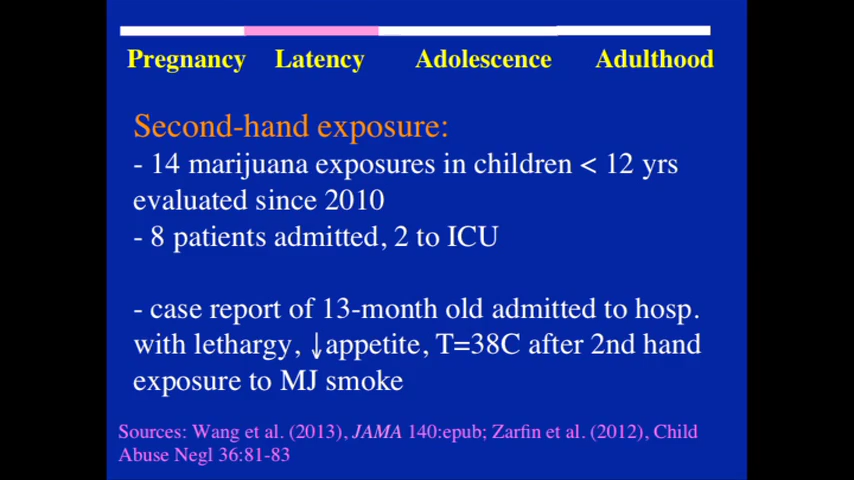 Pregnancy Latency Adolescence Adulthood
Second-hand exposure:
- 14 marijuana exposures in children < 12 yrs
evaluated since 2010
- 8 patients admitted, 2 to ICU
- case report of 13-month old admitted to hosp.
with lethargy, ↓appetite, T=38C after 2nd hand
exposure to MJ smoke
Sources: Wang et al. (2013), JAMA 140:epub; Zarfin et al. (2012), Child
Abuse Negl 36:81-83